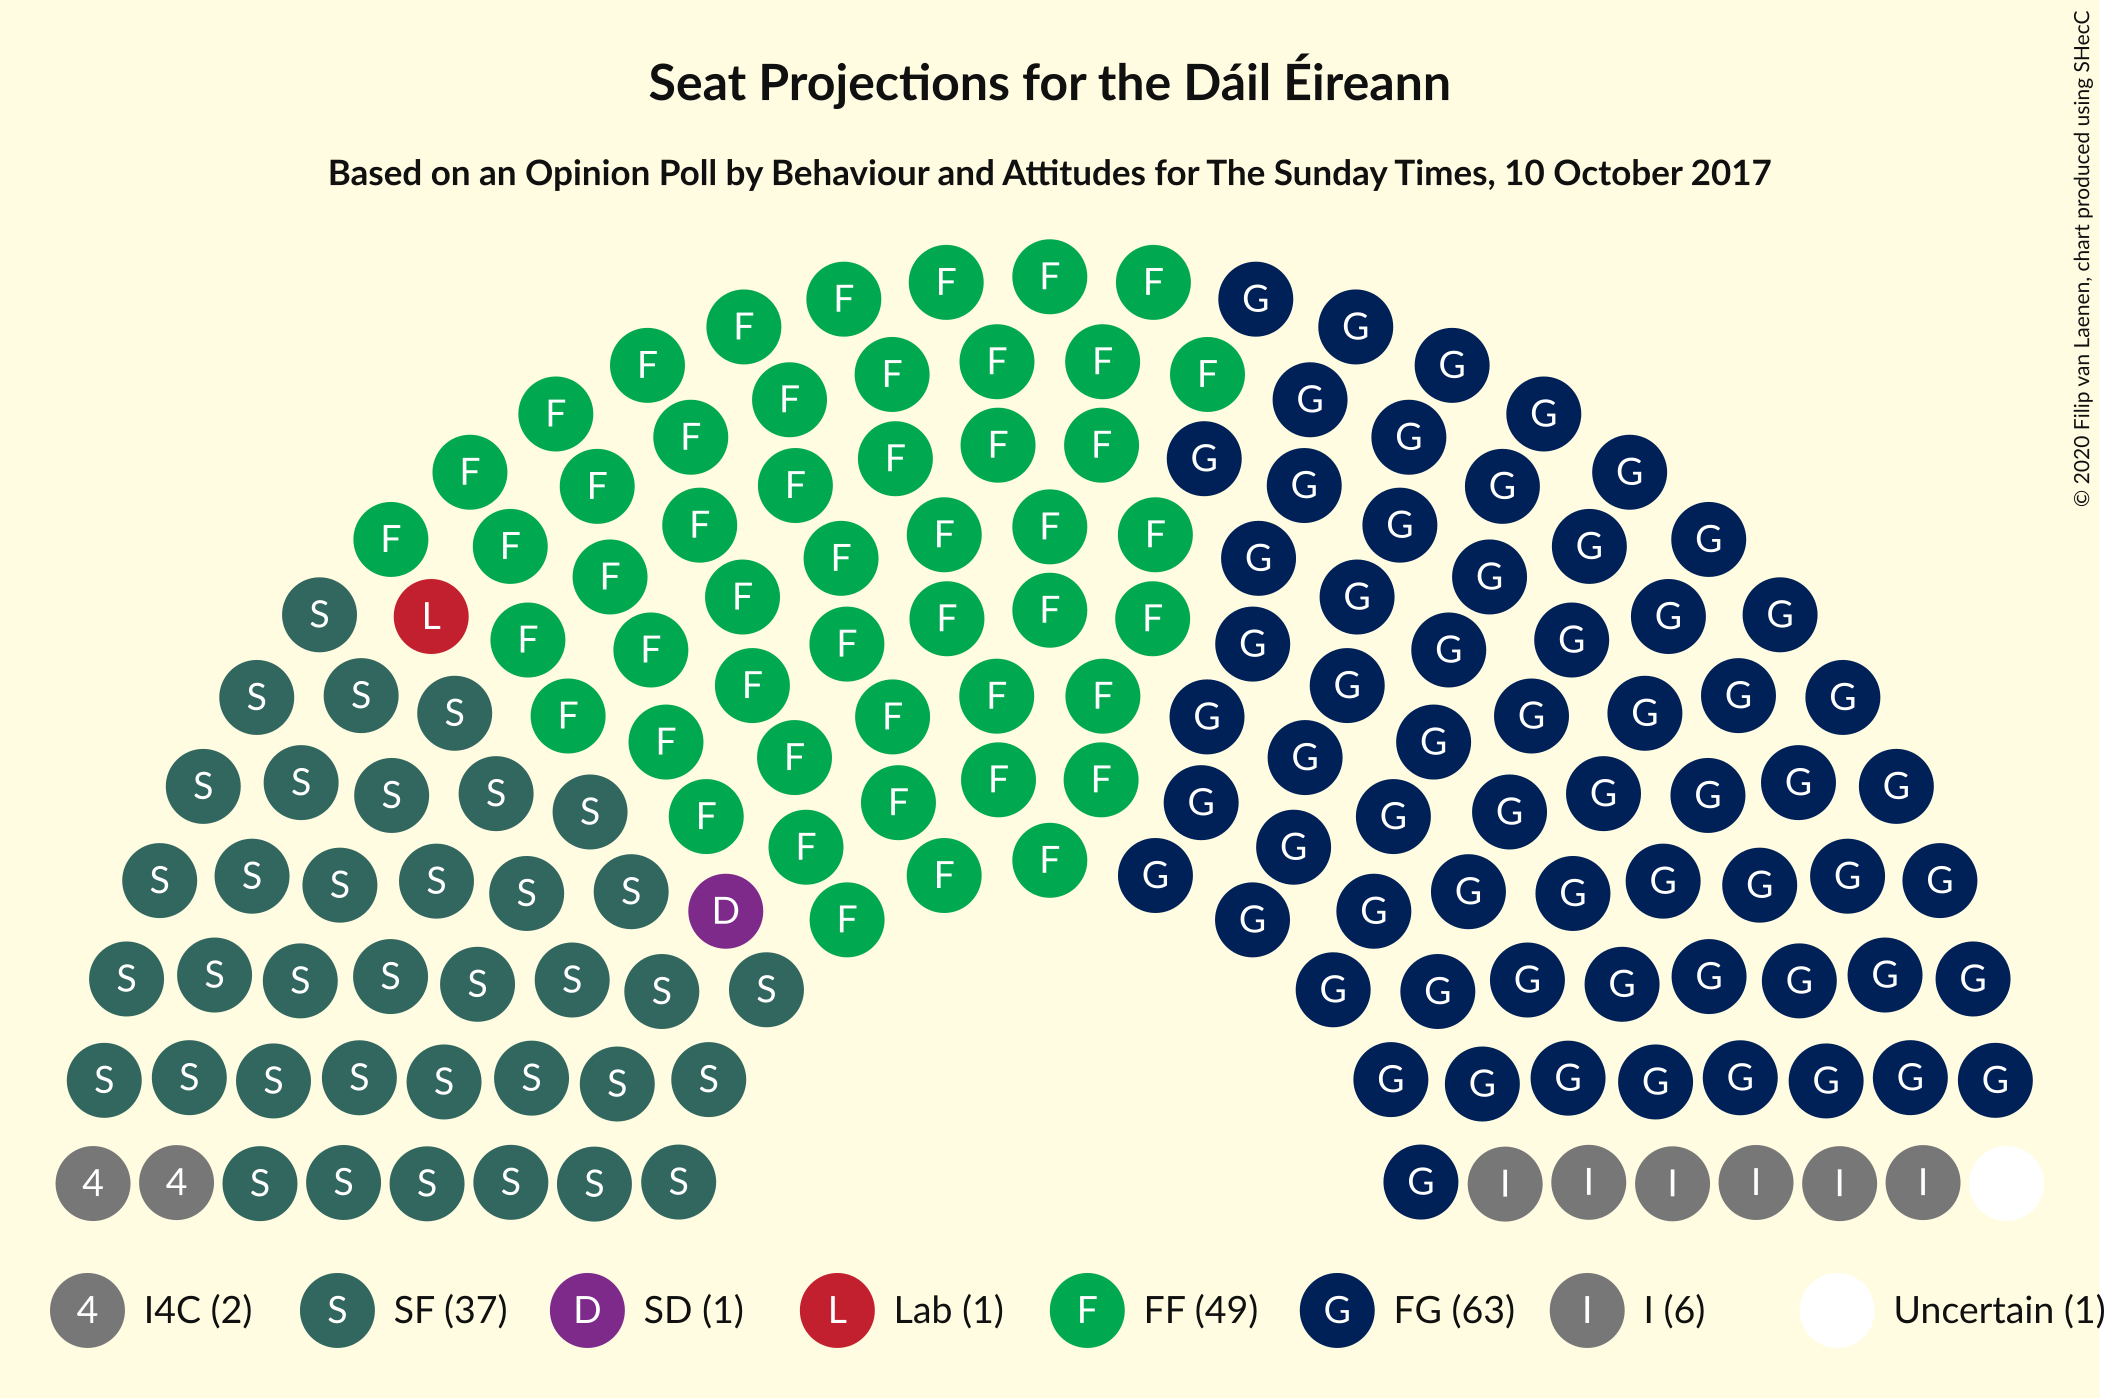 Seat Projections for the Dáil Éireann
Based on an Opinion Poll by Behaviour and Attitudes for The Sunday Times, 10 October 2017
© 2020 Filip van Laenen, chart produced using SHecC
F F F F G G
F F G
F F F F G
F F G
F F F F G
F F G G
F F F G G
F F F F G
F F F G G
F F F G G
F F F G G
S L F F F F F G G G G G
S S S F F F F F F G G G G G G
S S S S S F F F F F F G G G G G G G G
S S S S S S D F F F F G G G G G G G G G
S S S S S S S S G G G G G G G G
S S S S S S S S G G G G G G G G
4 4 S S S S S S G I I I I I I
4 I4C (2) S SF (37) D SD (1) L Lab (1) F FF (49) G FG (63) I I (6) Uncertain (1)